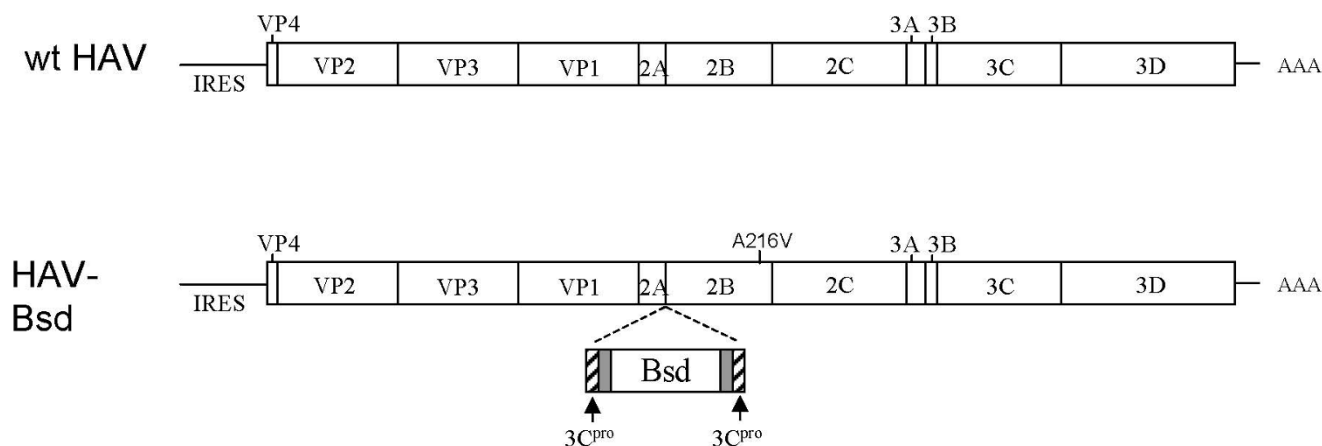 VP4 3A 3B
wt HAV IRES VP2 VP3 VP1 2A 2B 2C 3C 3D AAA
VP4 A216V 3A 3B
HAV- IRES VP2 VP3 VP1 2A 2B 2C 3C 3D AAA
Bsd
Bsd
3Cpro 3Cpro